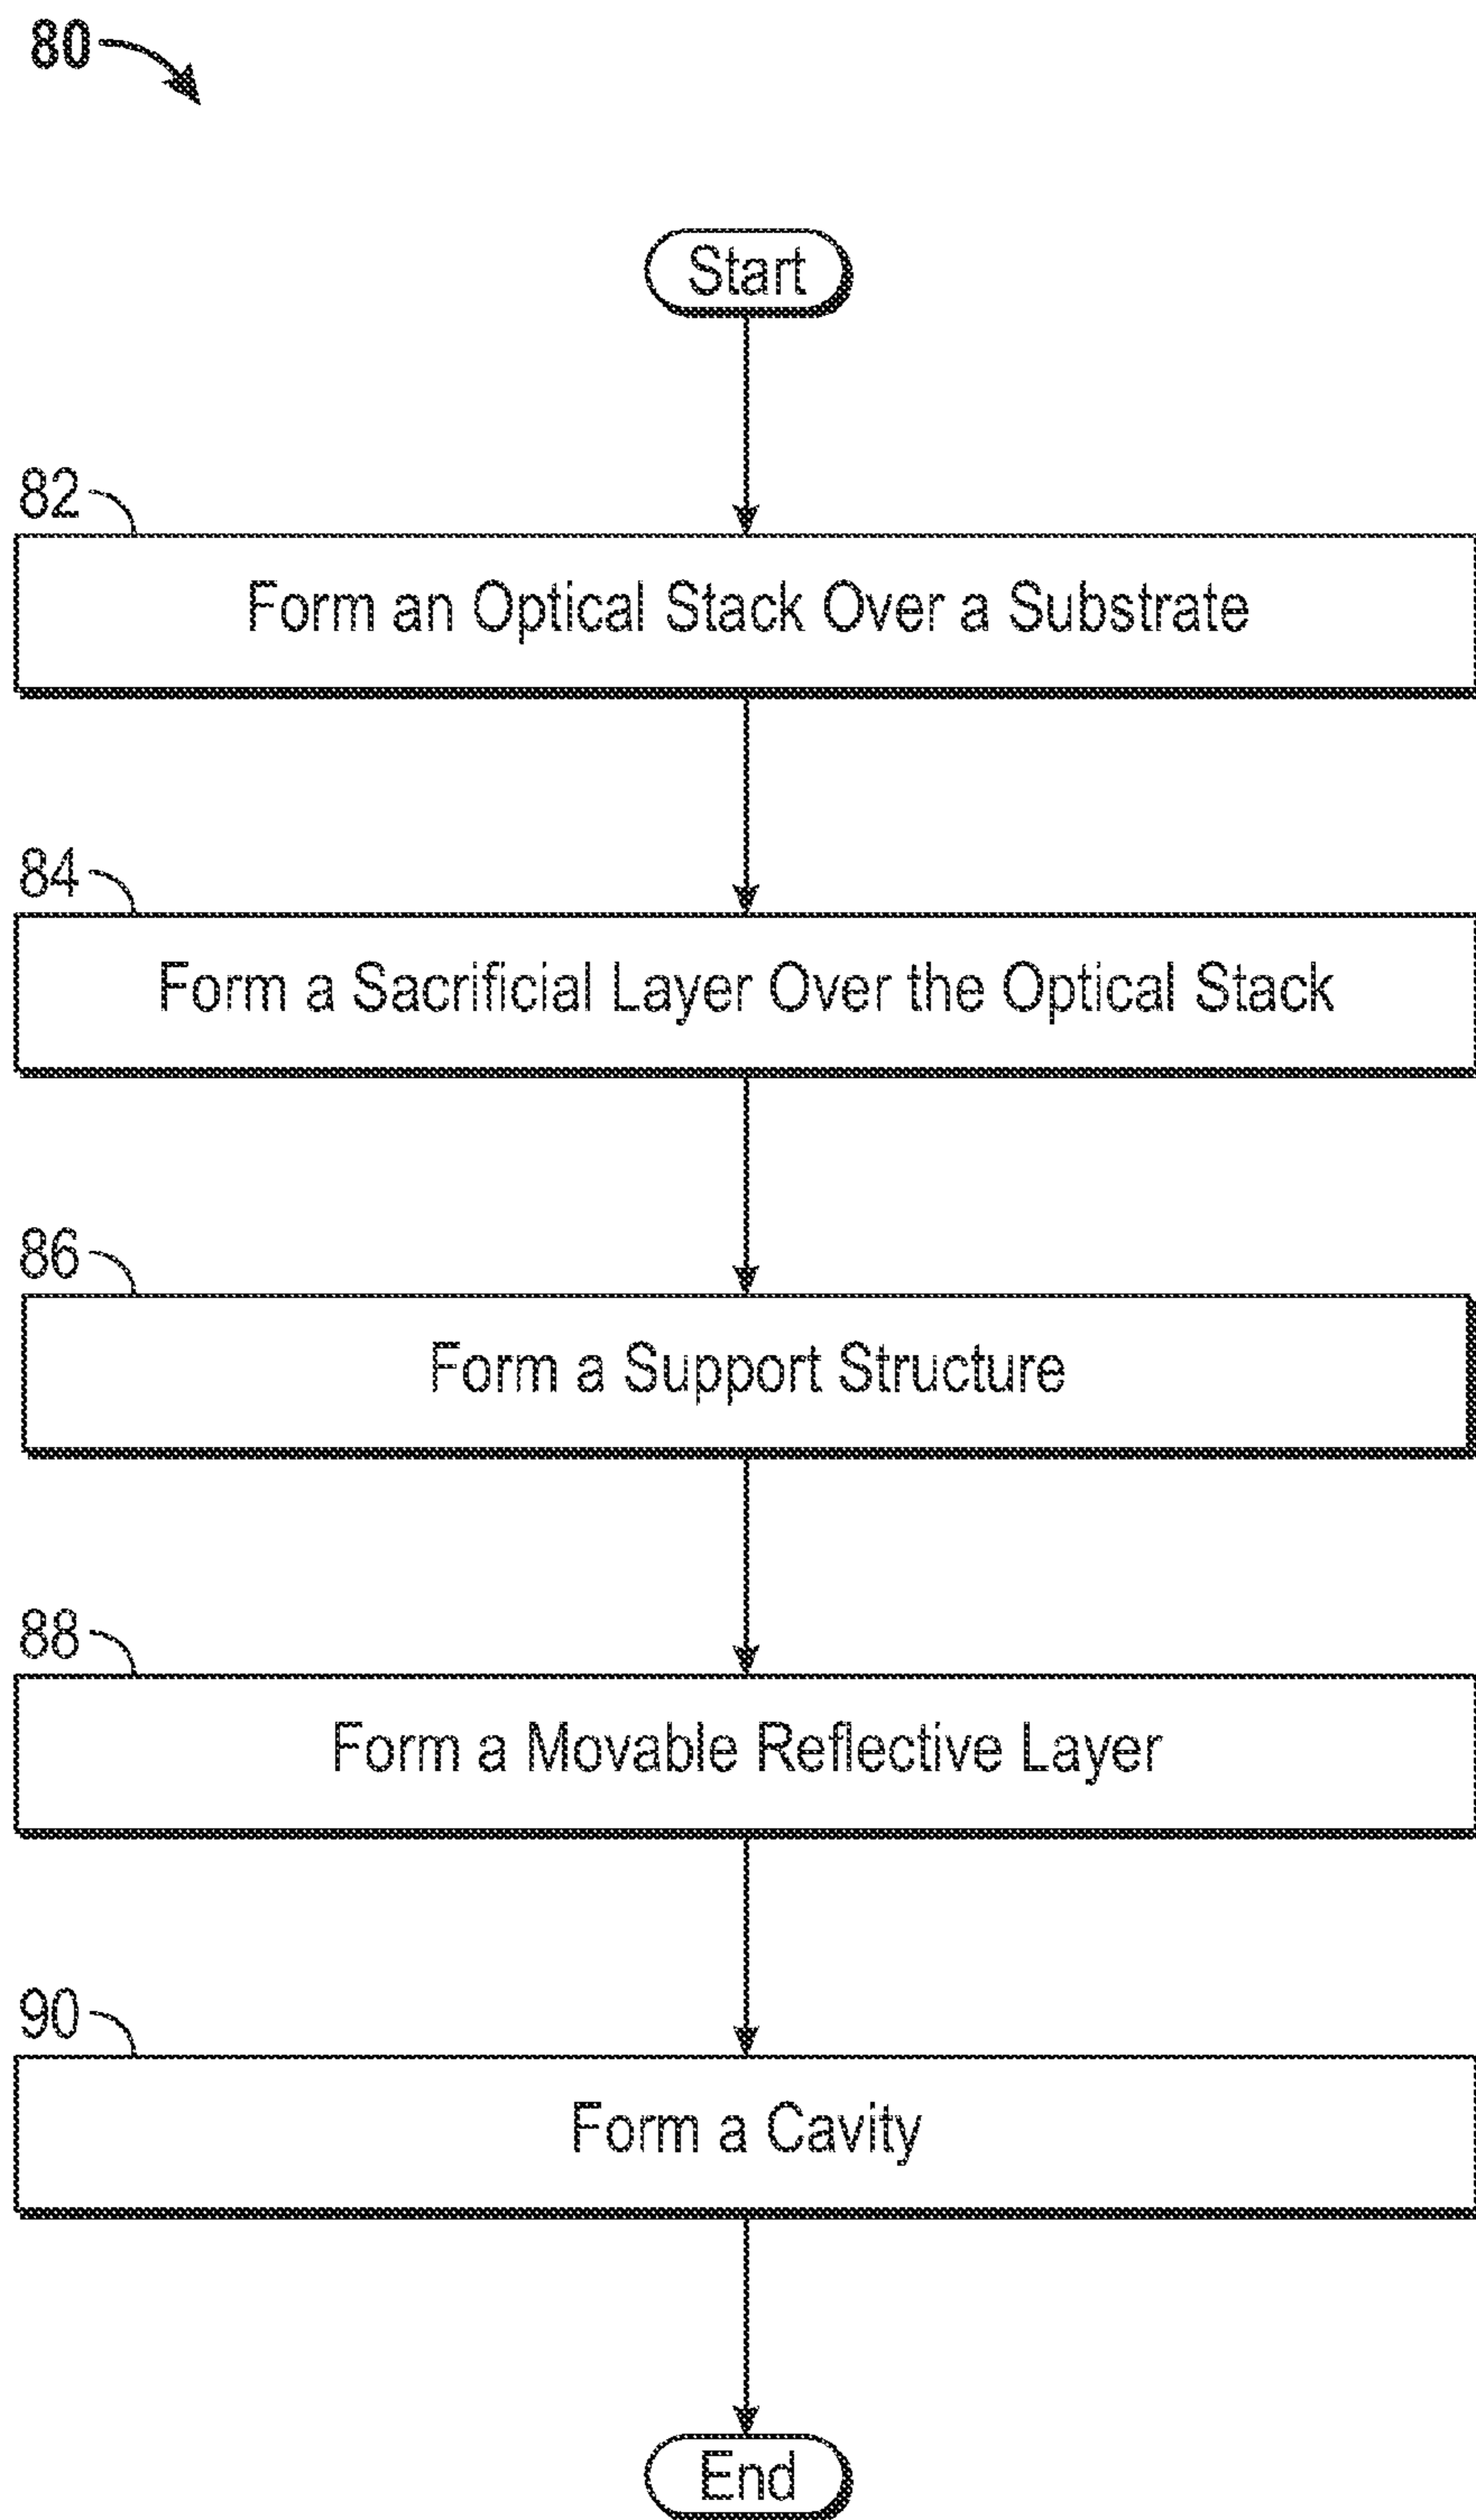 80
Start
82
Form an Optical Stack Over a Substrate
84
Form a Sacrificial Layer Over the Optical Stack
86
Form a Support Structure
88
Form a Movable Reflective Layer
90
Form a Cavity
End